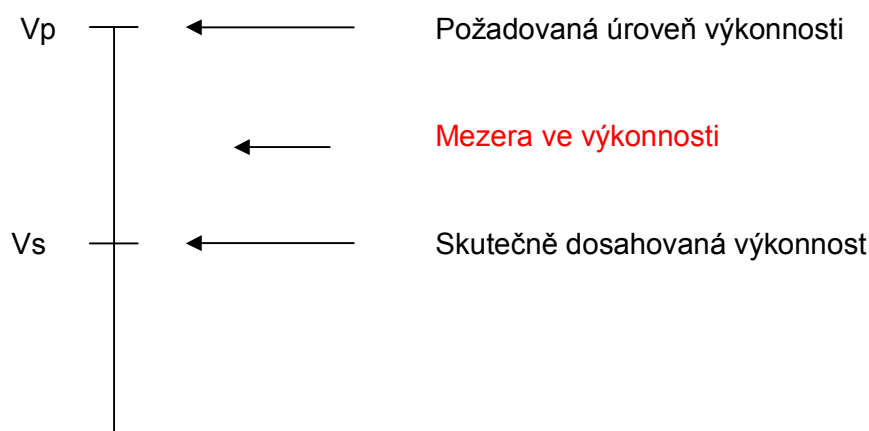 Vp Požadovaná úroveň výkonnosti
Mezera ve výkonnosti
Vs Skutečně dosahovaná výkonnost